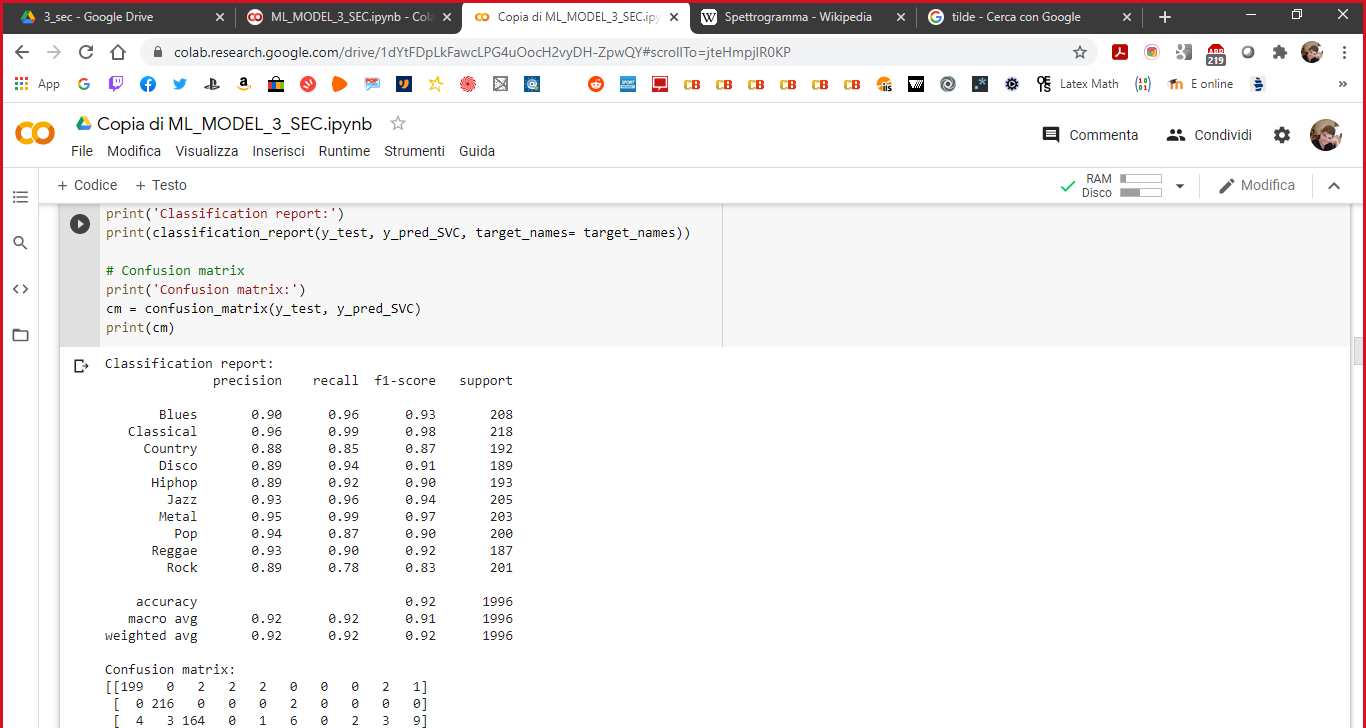 3_sec - Google Drive
ML_MODEL_3_SEC.ipynb - Cola
Copia di ML_MODEL_3_SEC.ipy
Spettrogramma - Wikipedia
tilde - Cerca con Google
colab.research.google.com/drive/1dYtFDpLkFawcLPG4uOocH2vyDH-ZpwQY#scrollTo=jteHmpjlR0KP
219
App
Latex Math
E online
Copia di ML_MODEL_3_SEC.ipynb
Commenta
Condividi
File Modifica Visualizza Inserisci Runtime Strumenti Guida
+ Codice + Testo
RAM
Disco
Modifica
print('Classification report:')
print(classification_report(y_test, y_pred_SVC, target_names= target_names))
# Confusion matrix
print('Confusion matrix:')
cm = confusion_matrix(y_test, y_pred_SVC)
print(cm)
Classification report:
precision recall f1-score support
Blues 0.90 0.96 0.93 208
Classical 0.96 0.99 0.98 218
Country 0.88 0.85 0.87 192
Disco 0.89 0.94 0.91 189
Hiphop 0.89 0.92 0.90 193
Jazz 0.93 0.96 0.94 205
Metal 0.95 0.99 0.97 203
Pop 0.94 0.87 0.90 200
Reggae 0.93 0.90 0.92 187
Rock 0.89 0.78 0.83 201
accuracy 0.92 1996
macro avg 0.92 0.92 0.91 1996
weighted avg 0.92 0.92 0.92 1996
Confusion matrix:
[[199 0 2 2 2 0 0 0 2 1]
[ 0 216 0 0 0 2 0 0 0 0]
[ 4 3 164 0 1 6 0 2 3 9]